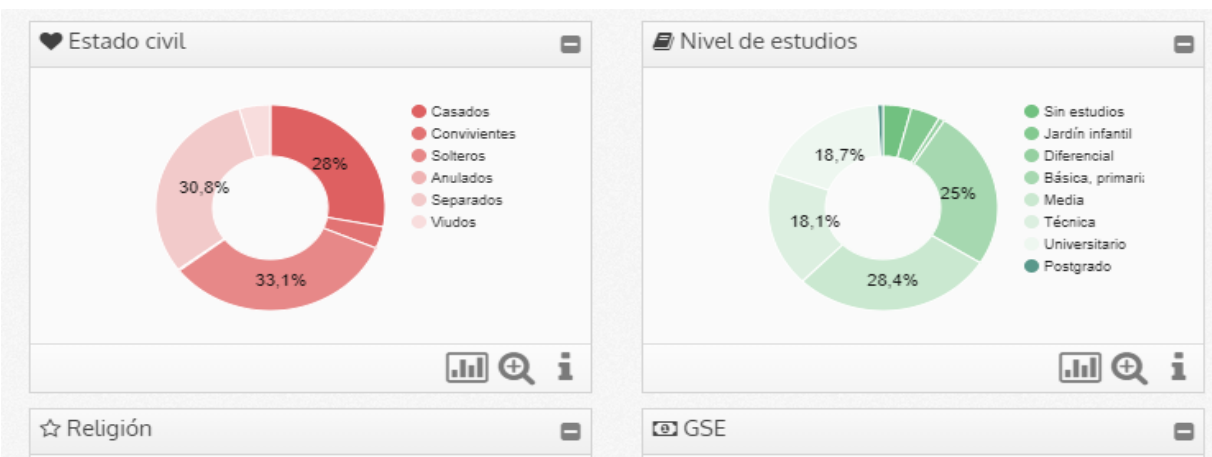 Estado civil
28%
30,8%
33,1%
Casados
Convivientes
Solteros
Anulados
Separados
Viudos
Nivel de estudios
18,7%
25%
18,1%
28,4%
Sin estudios
Jardín infantil
Diferencial
Básica, primari
Media
Técnica
Universitario
Postgrado
Religión
GSE